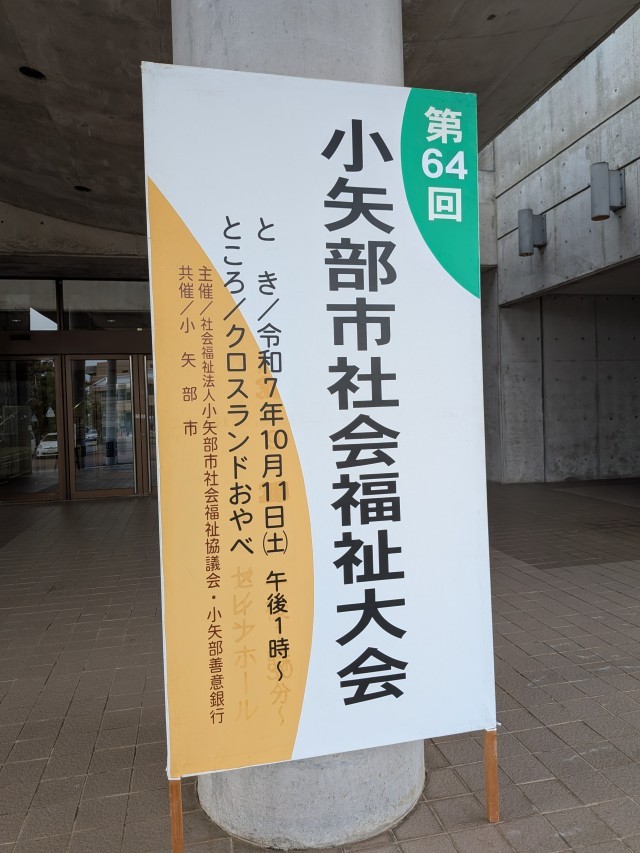 第64回
小矢部市社会福祉大会
とき/令和7年10月11日(土) 午後1時〜
ところ/クロスランドおやべ
セレナホール
50分〜
主催/社会福祉法人小矢部市社会福祉協議会・小矢部善意銀行
共催/小矢部市